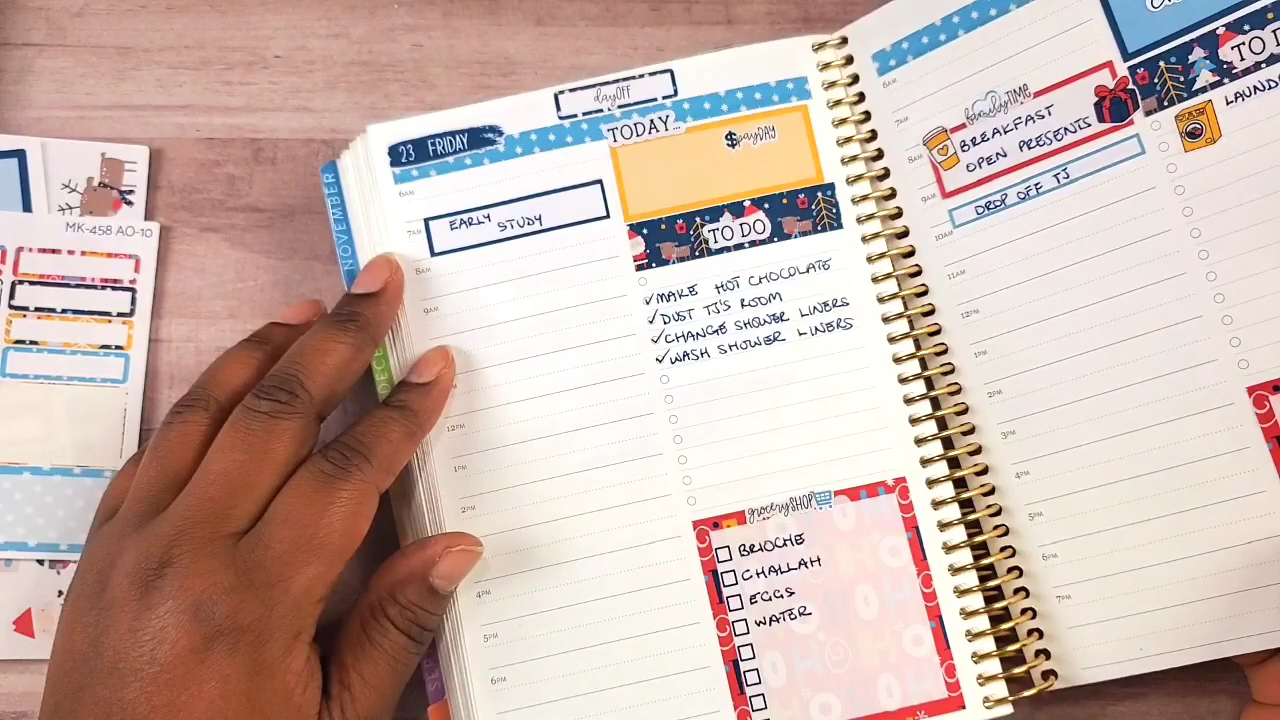 MK-458 AO-10
NOVEMBER
DEC
SEP
dayOFF
23 FRIDAY
TODAY...
$payDAY
6AM
7AM
EARLY STUDY
8AM
9AM
12PM
1PM
2PM
4PM
5PM
6PM
TO DO
✓MAKE HOT CHOCOLATE
✓DUST TJ'S ROOM
✓CHANGE SHOWER LINERS
✓WASH SHOWER LINERS
grocerySHOP
BRIOCHE
CHALLAH
EGGS
WATER
6AM
7AM
familyTIME
BREAKFAST
8AM
OPEN PRESENTS
9AM
DROP OFF TJ
10AM
11AM
1PM
2PM
3PM
4PM
5PM
6PM
7PM
TO D
LAUND